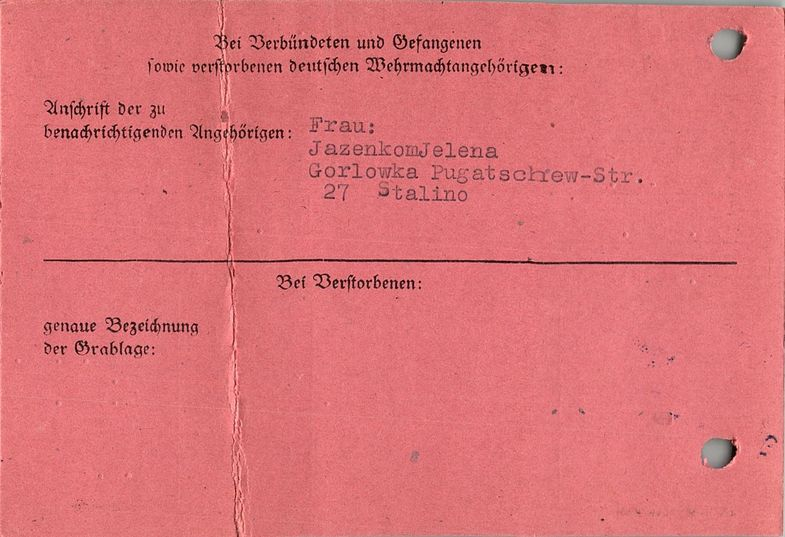 Bei Verbündeten und Gefangenen
sowie verstorbenen deutschen Wehrmachtangehörigen:
Anschrift der zu
benachrichtigenden Angehörigen:
Frau:
JazenkomJelena
Gorlowka Pugatschrew-Str.
27 Stalino
Bei Verstorbenen:
genaue Bezeichnung
der Grablage: